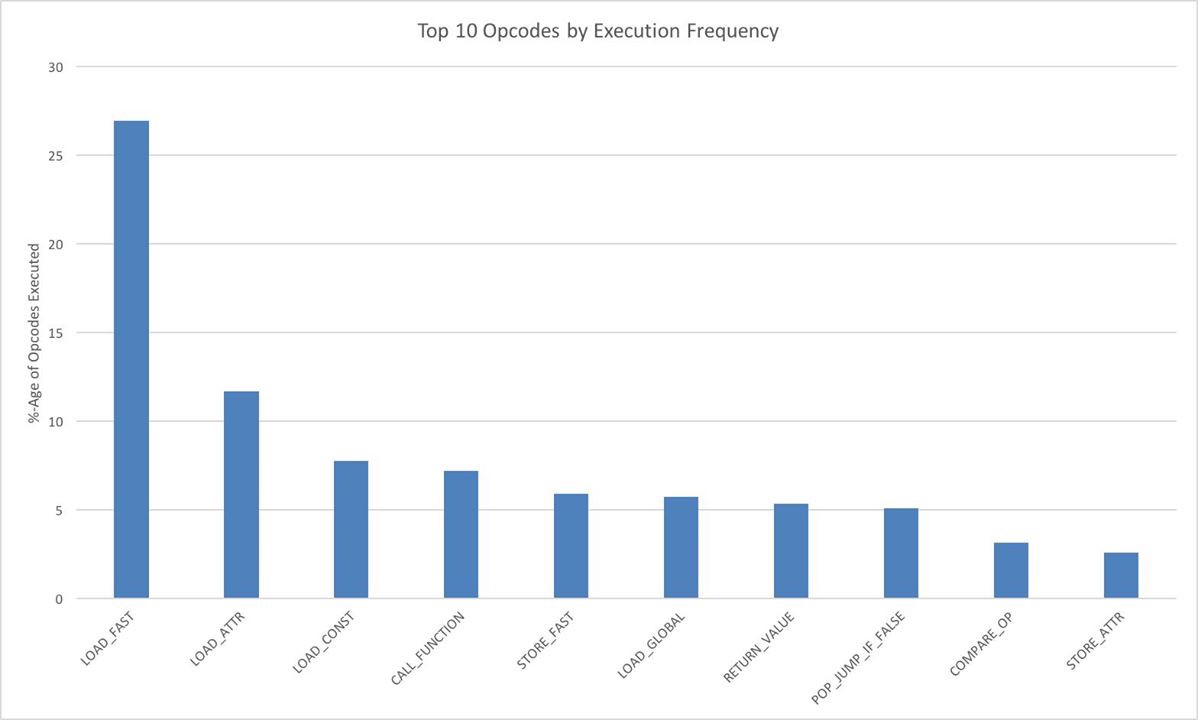 Top 10 Opcodes by Execution Frequency
%-Age of Opcodes Executed
30
25
20
15
10
5
0
LOAD_FAST
LOAD_ATTR
LOAD_CONST
CALL_FUNCTION
STORE_FAST
LOAD_GLOBAL
RETURN_VALUE
POP_JUMP_IF_FALSE
COMPARE_OP
STORE_ATTR